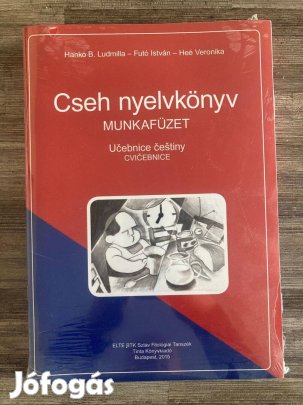 Hanko B. Ludmilla – Futó István – Heé Veronika
Cseh nyelvkönyv
MUNKAFÜZET
Učebnice češtiny
CVIČEBNICE
ELTE BTK Szláv Filológiai Tanszék
Tinta Könyvkiadó
Budapest, 2015
Jófogás